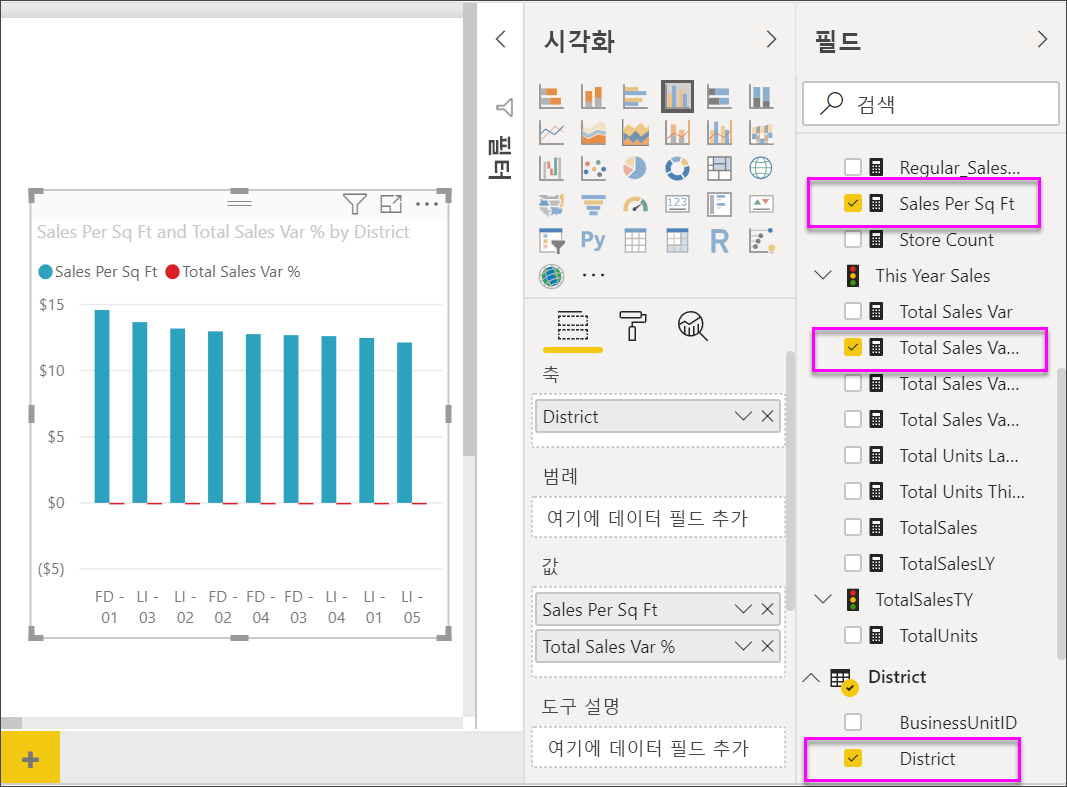 Sales Per Sq Ft and Total Sales Var % by District
Sales Per Sq Ft Total Sales Var %
$15
$10
$5
$0
($5)
FD - 01 LI - 03 LI - 02 FD - 02 FD - 04 FD - 03 LI - 04 LI - 01 LI - 05
필터
시각화
123
Py
R
축
District
범례
여기에 데이터 필드 추가
값
Sales Per Sq Ft
Total Sales Var %
도구 설명
여기에 데이터 필드 추가
필드
검색
Regular_Sales...
Sales Per Sq Ft
Store Count
This Year Sales
Total Sales Var
Total Sales Va...
Total Sales Va...
Total Sales Va...
Total Units La...
Total Units Thi...
TotalSales
TotalSalesLY
TotalSalesTY
TotalUnits
District
BusinessUnitID
District